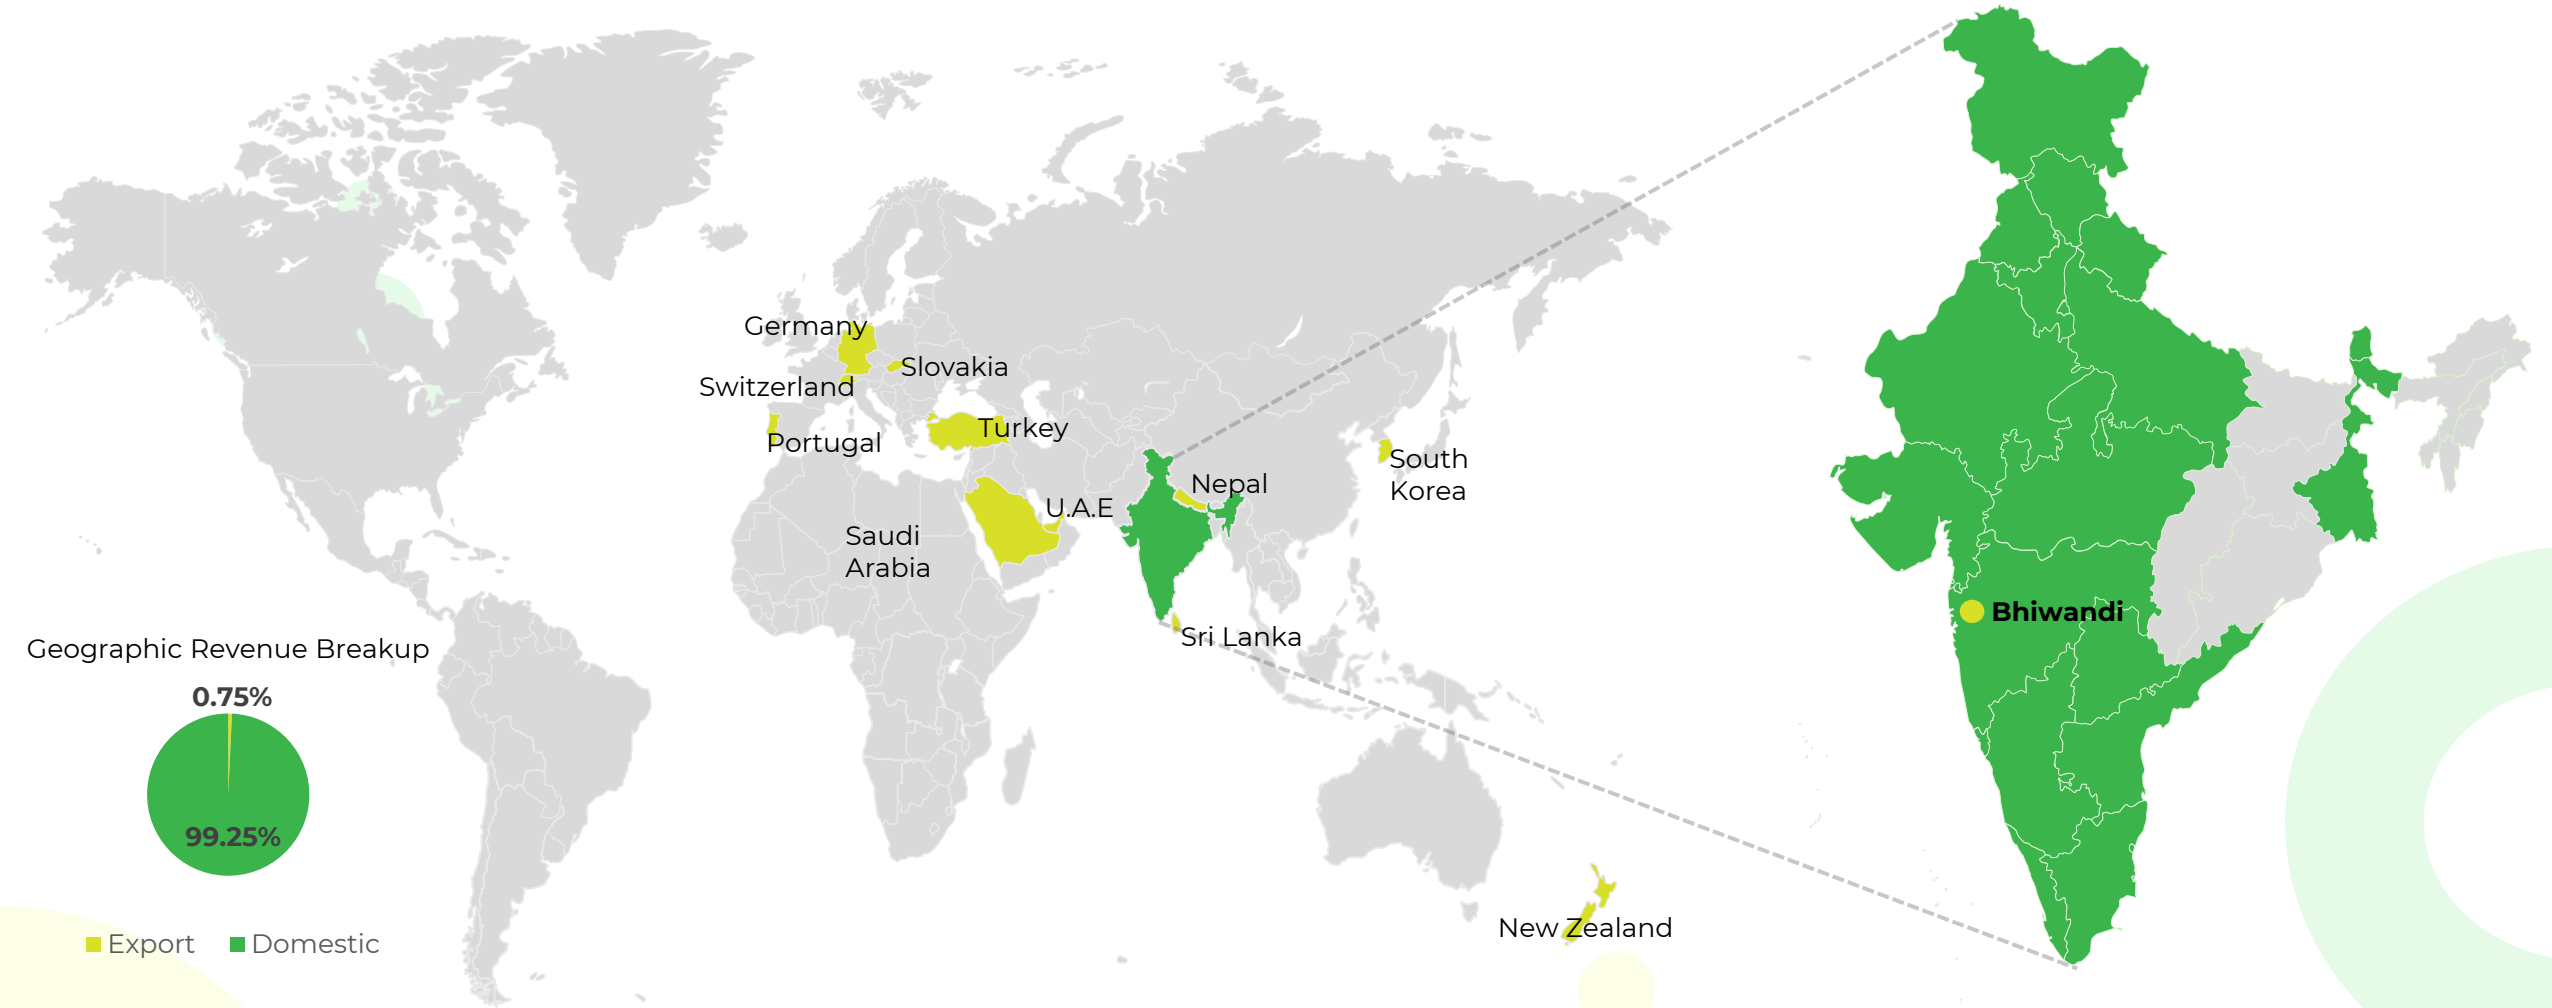 Germany
Slovakia
Switzerland
Turkey
Portugal
South
Korea
Nepal
U.A.E
Saudi
Arabia
Bhiwandi
Sri Lanka
Geographic Revenue Breakup
0.75%
99.25%
New Zealand
Export
Domestic